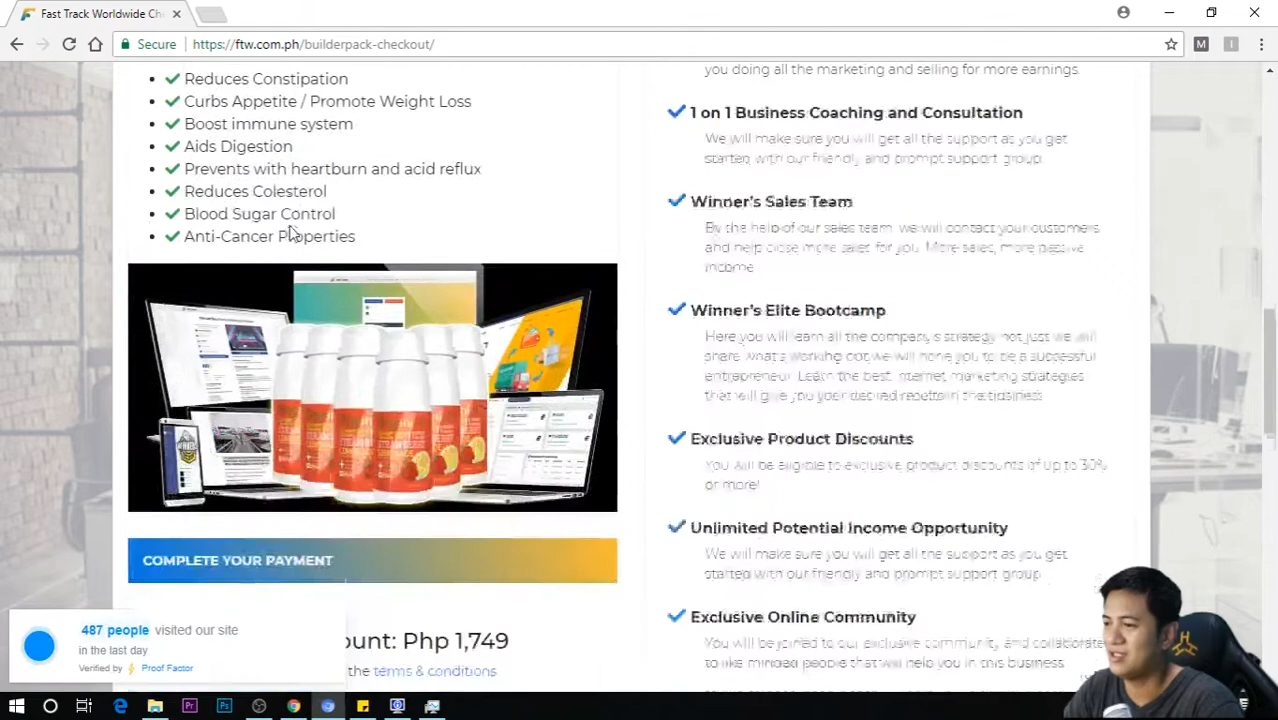 Fast Track Worldwide Ch
Secure
https://ftw.com.ph/builderpack-checkout/
Reduces Constipation
Curbs Appetite / Promote Weight Loss
Boost immune system
Aids Digestion
Prevents with heartburn and acid reflux
Reduces Colesterol
Blood Sugar Control
Anti-Cancer Properties
COMPLETE YOUR PAYMENT
ount: Php 1,749
the terms & conditions
487 people visited our site
in the last day
Verified by Proof Factor
you doing all the marketing and selling for more earnings.
1 on 1 Business Coaching and Consultation
We will make sure you will get all the support as you get
started with our friendly and prompt support group.
Winner's Sales Team
By the help of our sales team, we will contact your customers
and help close more sales for you. More sales, more passive
income.
Winner's Elite Bootcamp
Here you will learn all the company's strategy not just we will
share what's working but we will hone you to be a successful
entrepreneur. Learn the best internet marketing strategies
that will give you your desired in the business.
Exclusive Product Discounts
You will be eligible to exclusive product discounts of up to 30%
or more!
Unlimited Potential Income Opportunity
We will make sure you will get all the support as you get
started with our friendly and prompt support group.
Exclusive Online Community
You will be joined to our exclusive community, and collaborate
to like minded people that will help you in this business.